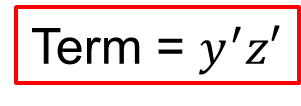 Term = y′z′